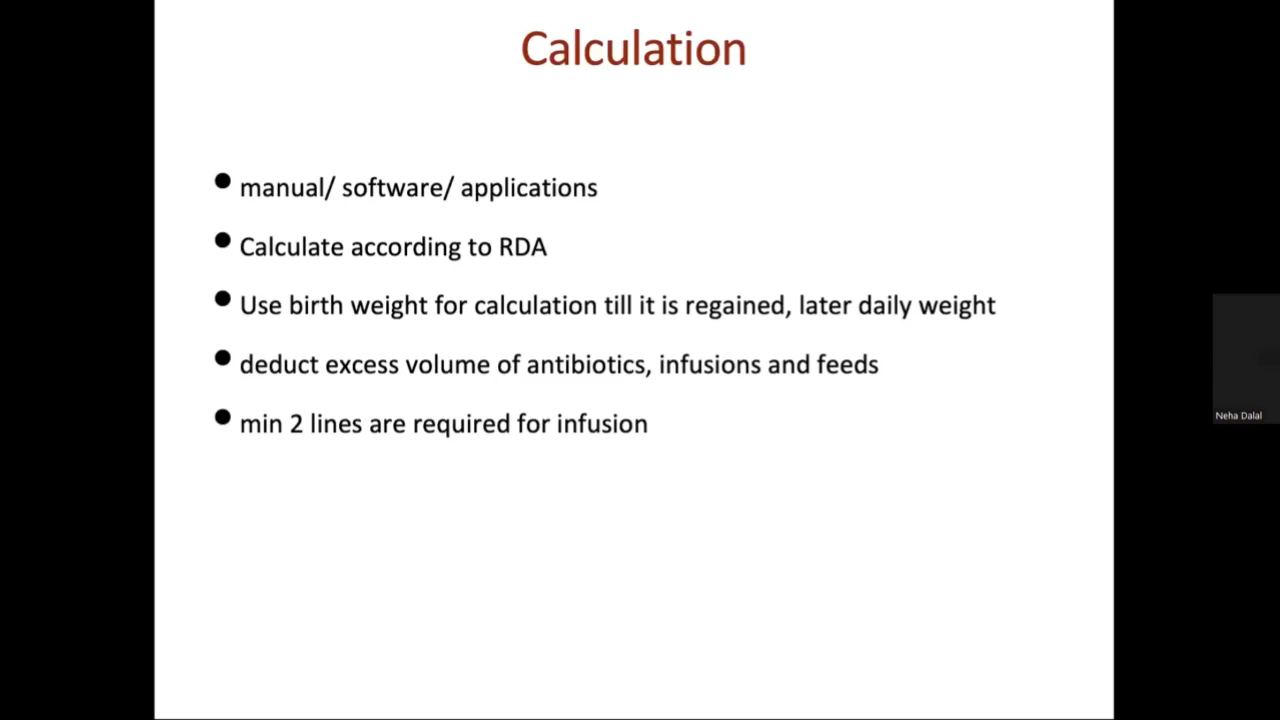 Calculation
manual/ software/ applications
Calculate according to RDA
Use birth weight for calculation till it is regained, later daily weight
deduct excess volume of antibiotics, infusions and feeds
min 2 lines are required for infusion
Neha Dalal